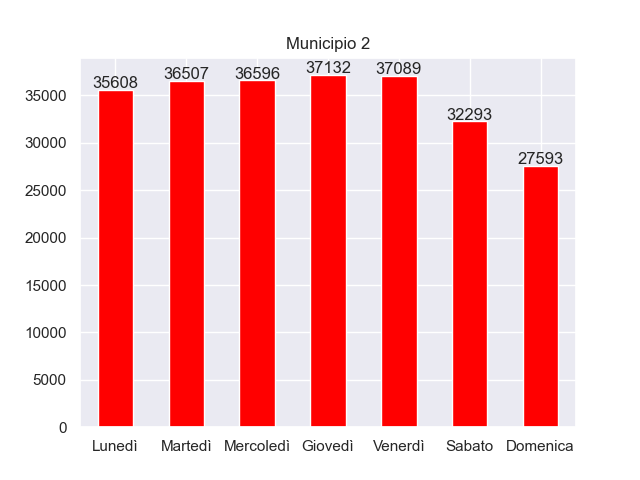 Municipio 2
35608 36507 36596 37132 37089 32293 27593
35000
30000
25000
20000
15000
10000
5000
0
Lunedì Martedì Mercoledì Giovedì Venerdì Sabato Domenica